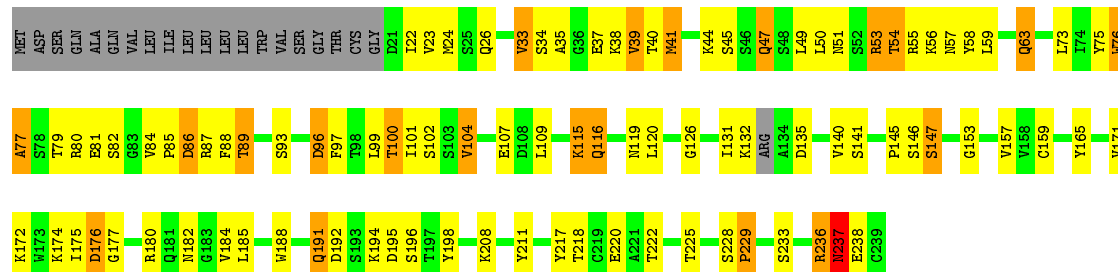 MET ASP SER GLN ALA GLN VAL LEU ILE LEU LEU LEU LEU TRP VAL SER GLY THR CYS GLY D21 I22 V23 M24 S25 Q26 V33 S34 A35 G36 E37 K38 V39 T40 M41 K44 S45 S46 Q47 S48 L49 L50 N51 S52 R53 T54 R55 K56 N57 Y58 L59 Q63 L73 I74 Y75
A77 S78 T79 R80 E81 S82 G83 V84 P85 D86 R87 F88 T89 S93 D96 F97 T98 L99 T100 I101 S102 S103 V104 E107 D108 L109 K115 Q116 N119 L120 G126 I131 K132 ARG A134 D135 V140 S141 P145 S146 S147 G153 V157 V158 C159 Y165
K172 W173 K174 I175 D176 G177 R180 Q181 N182 G183 V184 L185 W188 Q191 D192 S193 K194 D195 S196 T197 Y198 K208 Y211 Y217 T218 C219 E220 A221 T222 T225 S228 P229 S233 R236 N237 E238 C239